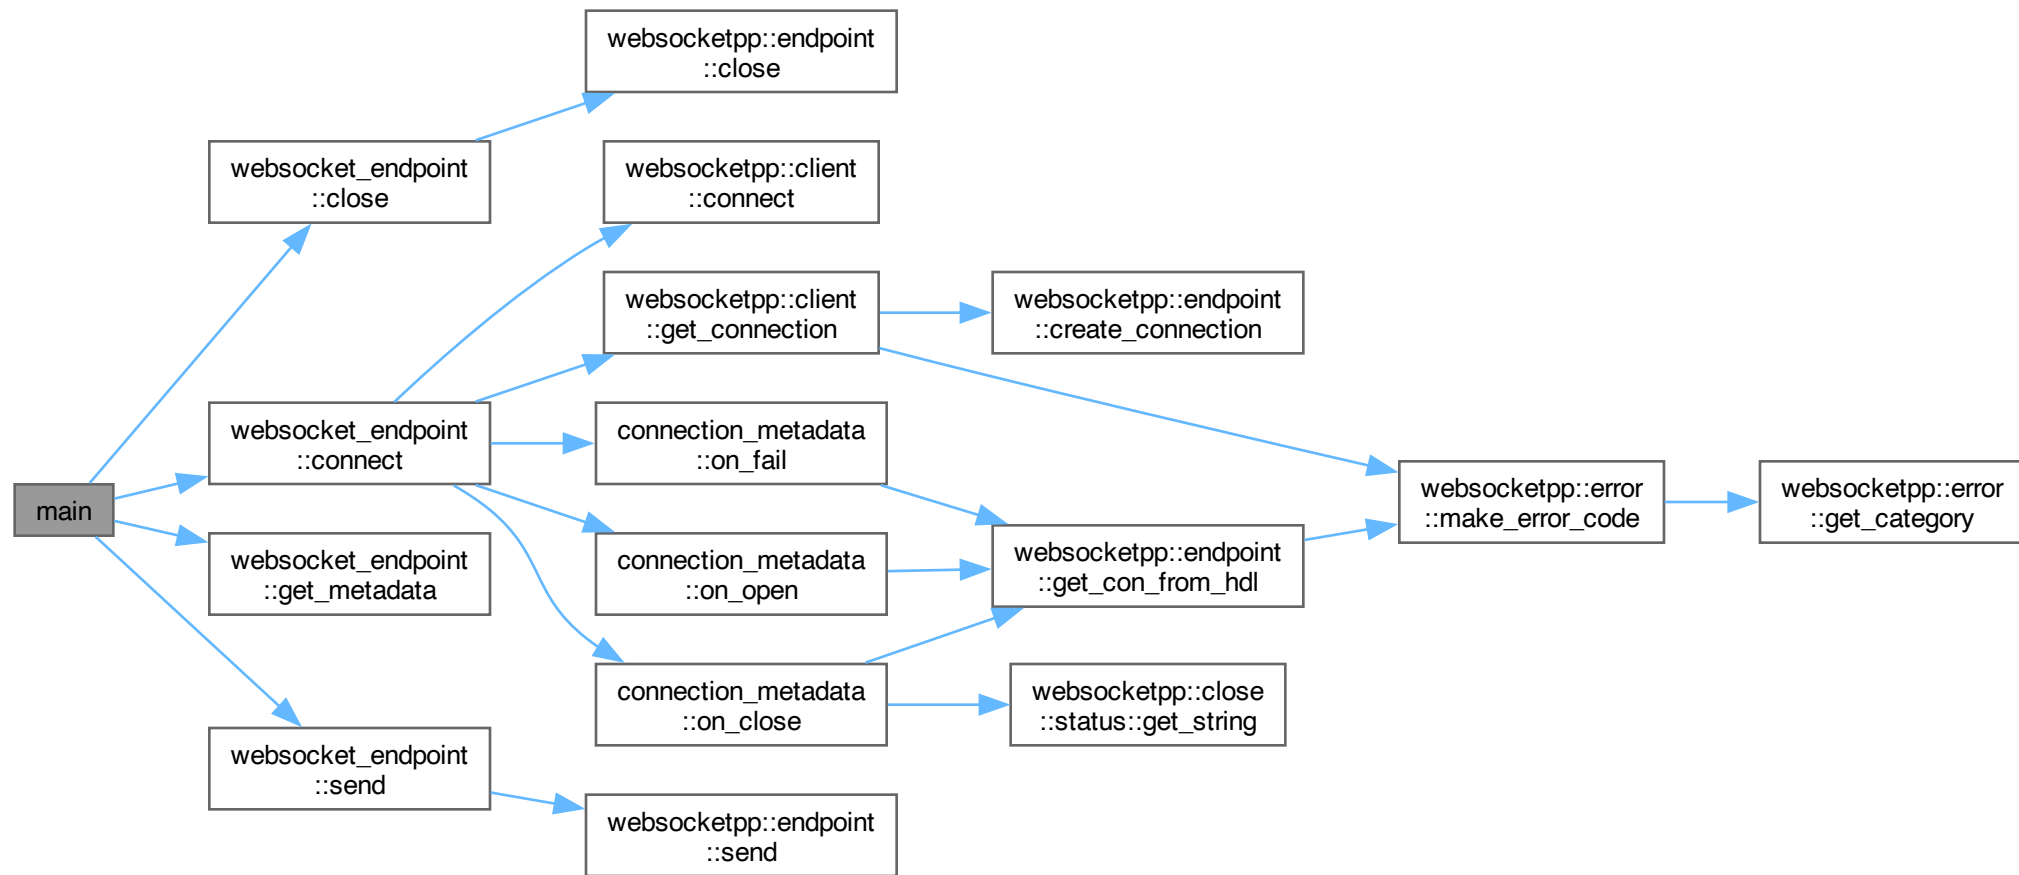 main
websocket_endpoint
::close
websocketpp::endpoint
::close
websocket_endpoint
::connect
websocketpp::client
::connect
websocketpp::client
::get_connection
websocketpp::endpoint
::create_connection
websocketpp::error
::make_error_code
websocketpp::error
::get_category
connection_metadata
::on_fail
websocketpp::endpoint
::get_con_from_hdl
connection_metadata
::on_open
connection_metadata
::on_close
websocketpp::close
::status::get_string
websocket_endpoint
::get_metadata
websocket_endpoint
::send
websocketpp::endpoint
::send